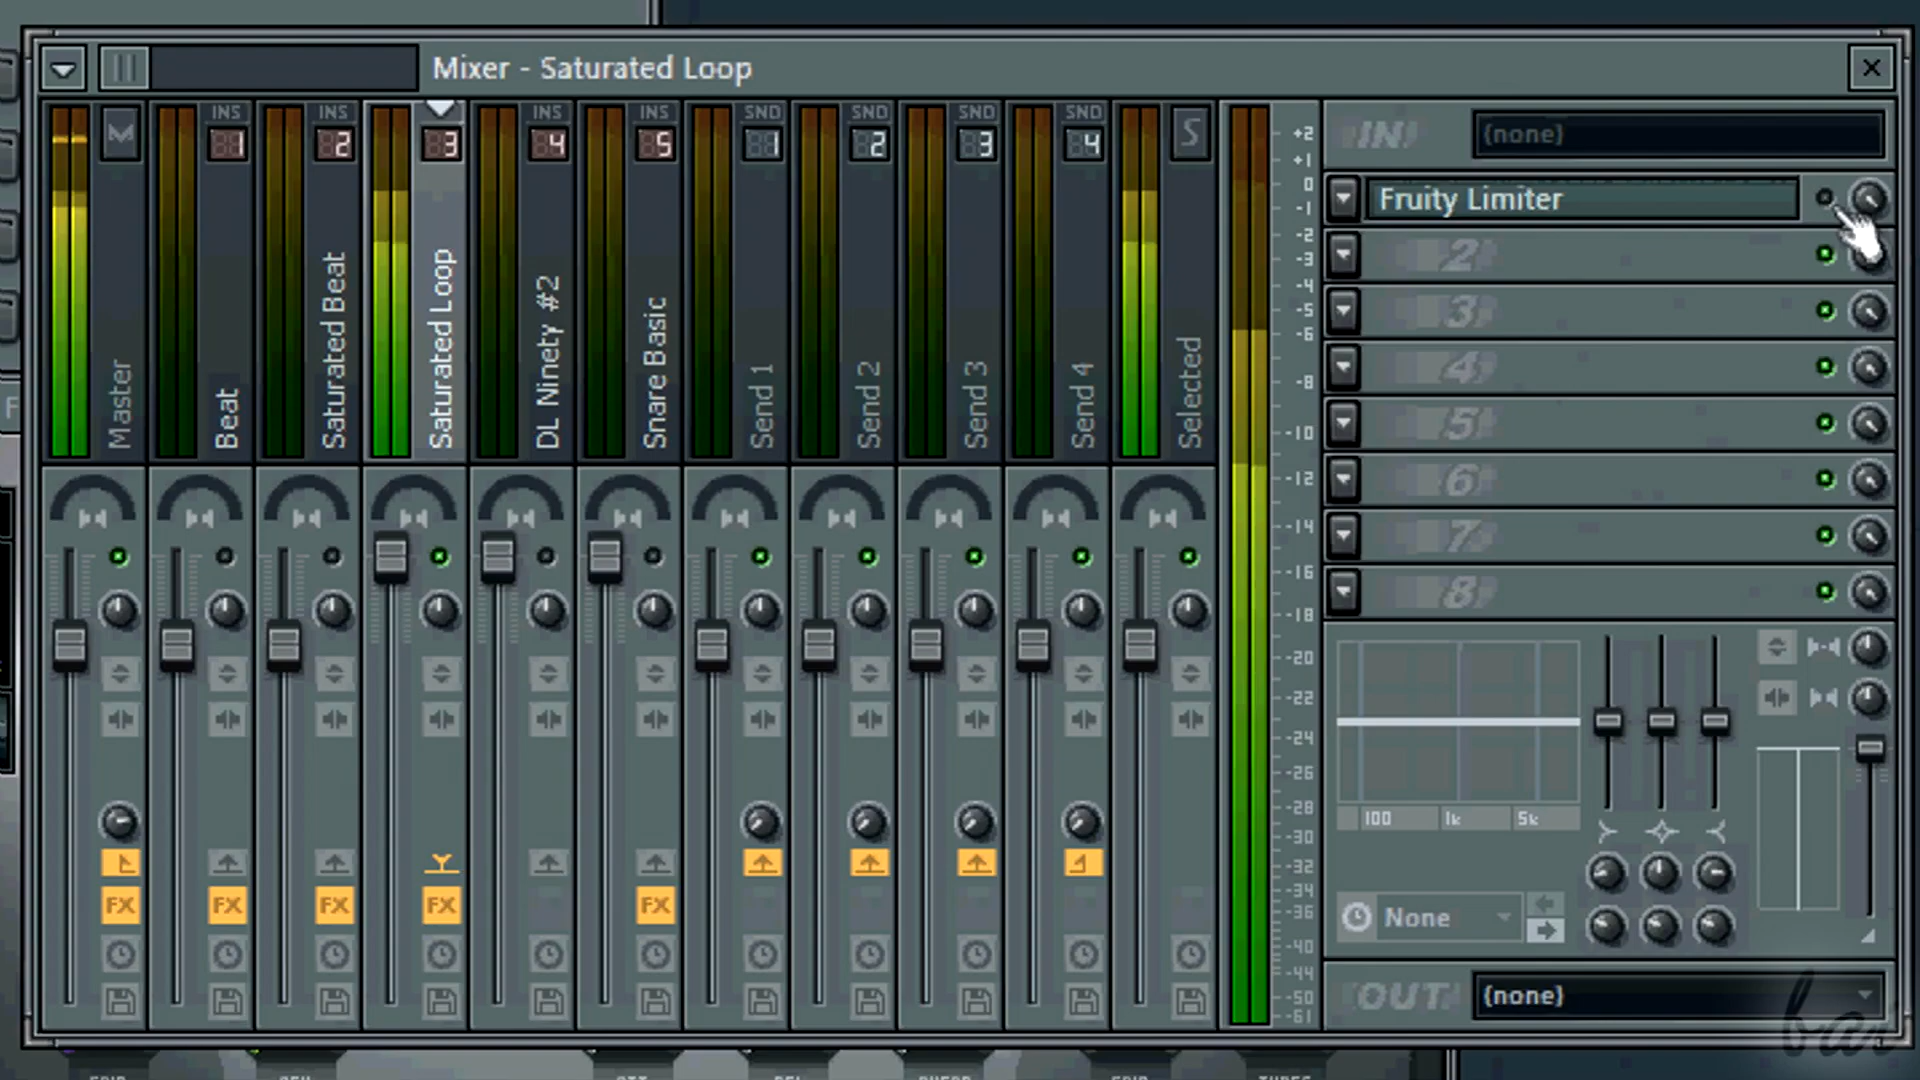 Mixer - Saturated Loop
INS INS INS INS SND SND SND SND
M 1 2 3 4 5 1 2 3 4 S
Master
Beat
Saturated Beat
Saturated Loop
DL Ninety #2
Snare Basic
Send 1
Send 2
Send 3
Send 4
Selected
+2
+1
0
-1
-2
-3
-4
-5
-6
-8
-10
-12
-14
-16
-18
-20
-22
-24
-26
-28
-30
-32
-34
-36
-40
-44
-50
-61
IN (none)
Fruity Limiter
2
3
4
5
6
7
8
100 1k 5k
None
OUT (none)
FX FX FX FX FX